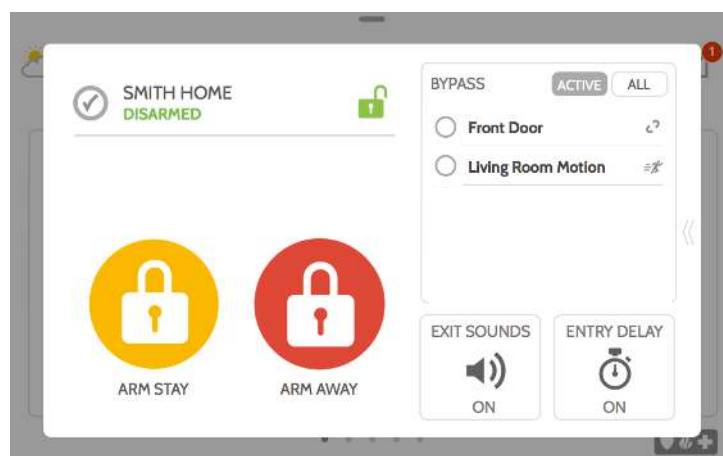 SMITH HOME
DISARMED
ARM STAY
ARM AWAY
BYPASS
ACTIVE
ALL
Front Door
Living Room Motion
EXIT SOUNDS
ON
ENTRY DELAY
ON
1